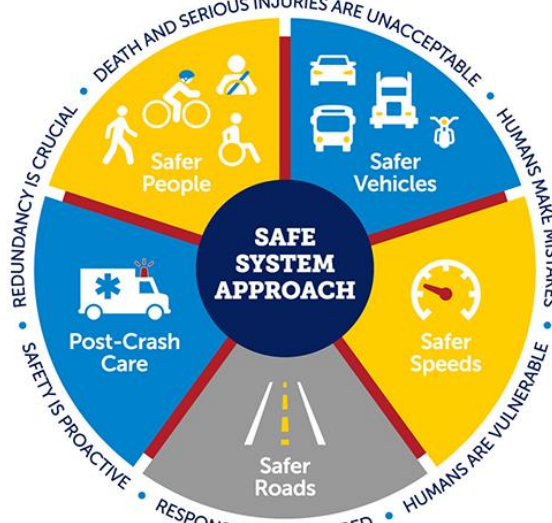 DEATH AND SERIOUS INJURIES ARE UNACCEPTABLE
HUMANS MAKE MISTAKES
HUMANS ARE VULNERABLE
SAFETY IS PROACTIVE
REDUNDANCY IS CRUCIAL
Safer
People
Safer
Vehicles
SAFE
SYSTEM
APPROACH
Post-Crash
Care
Safer
Speeds
Safer
Roads